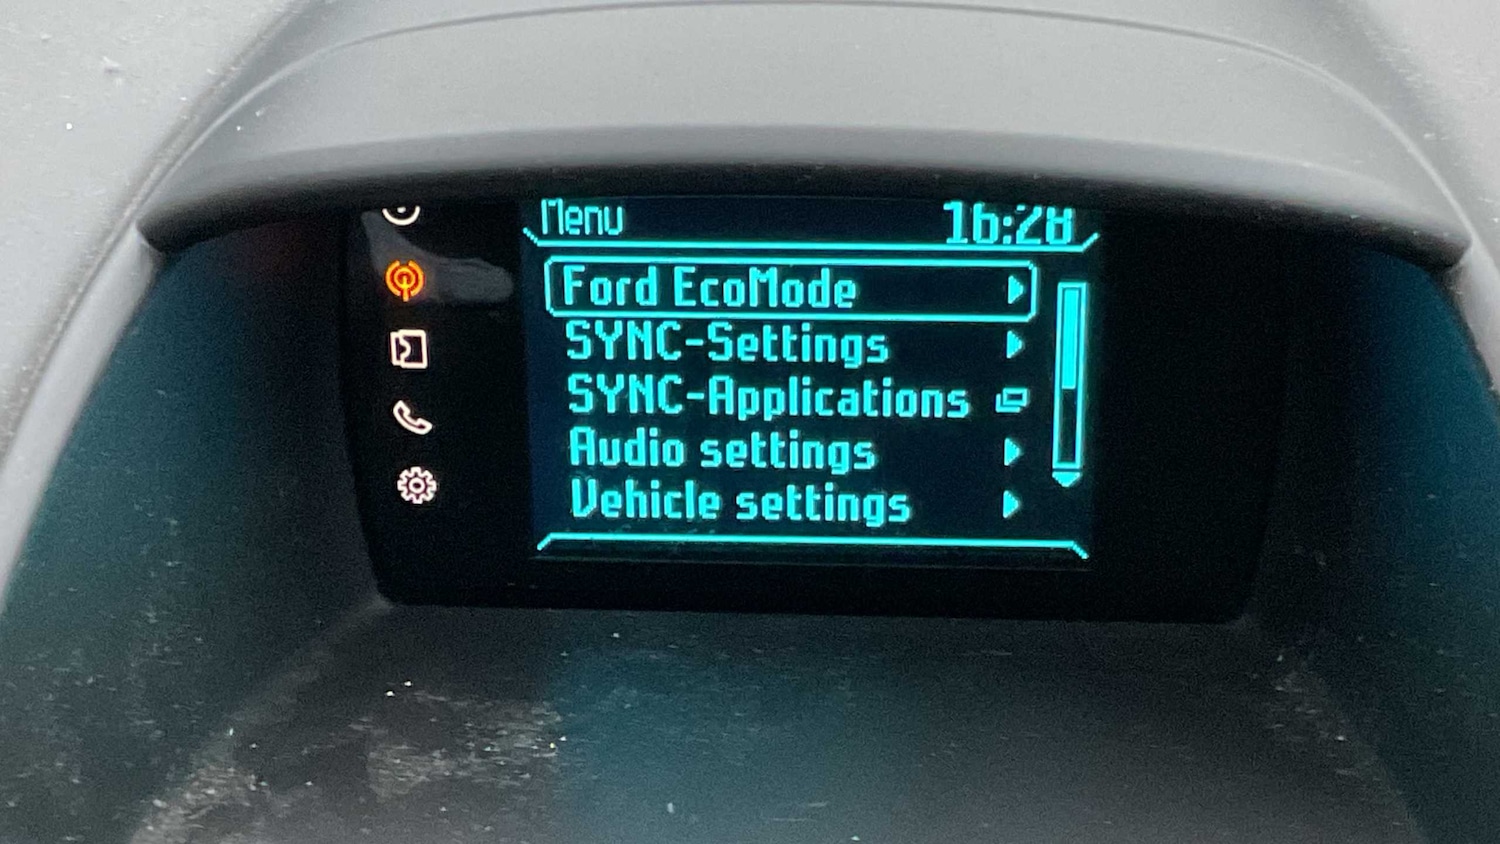 Menu
16:28
Ford EcoMode
SYNC-Settings
SYNC-Applications
Audio settings
Vehicle settings